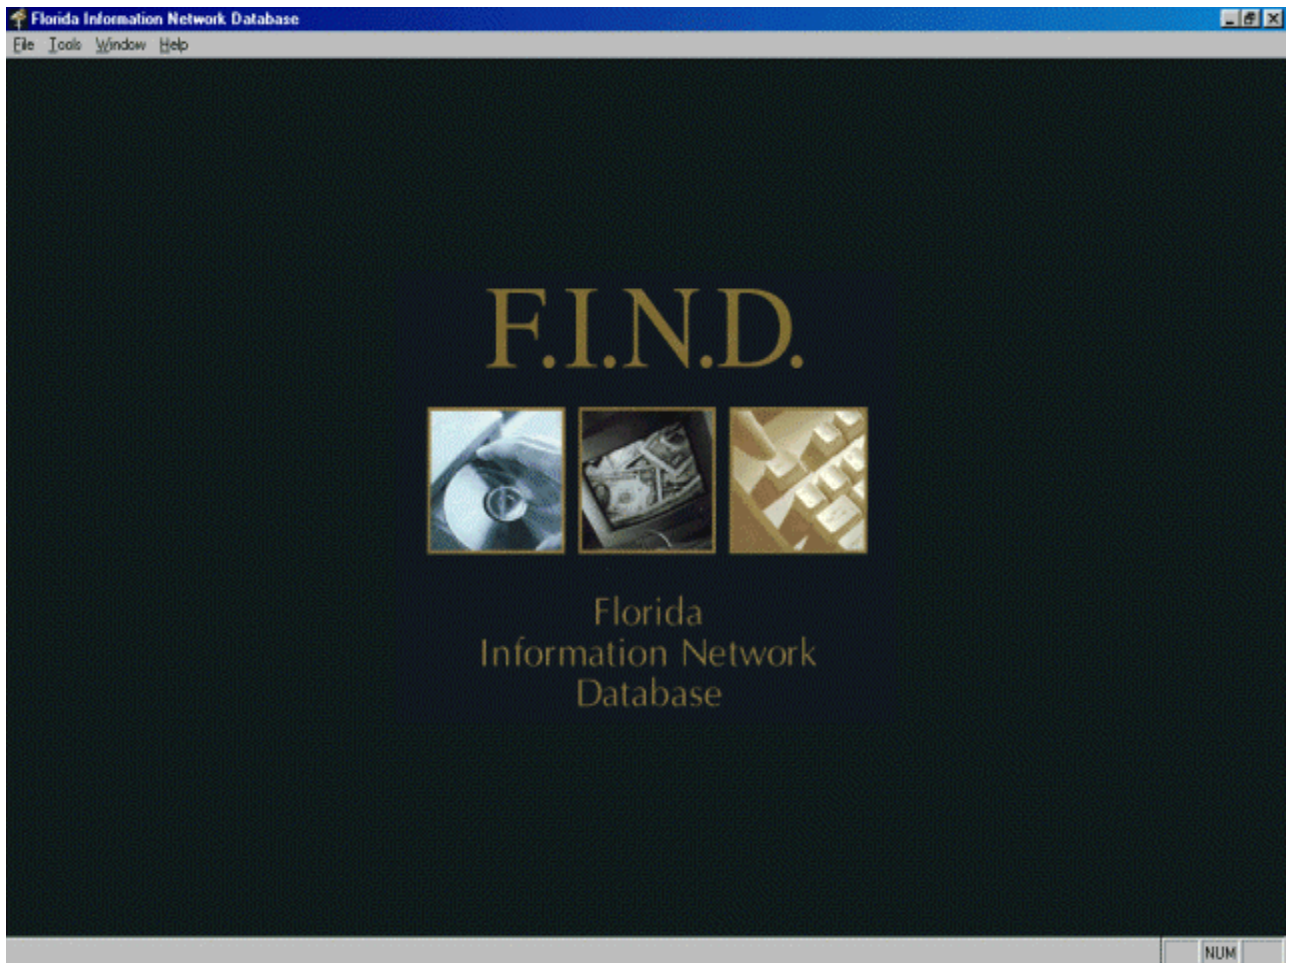 Florida Information Network Database
File Tools Window Help
F.I.N.D.
Florida
Information Network
Database
NUM